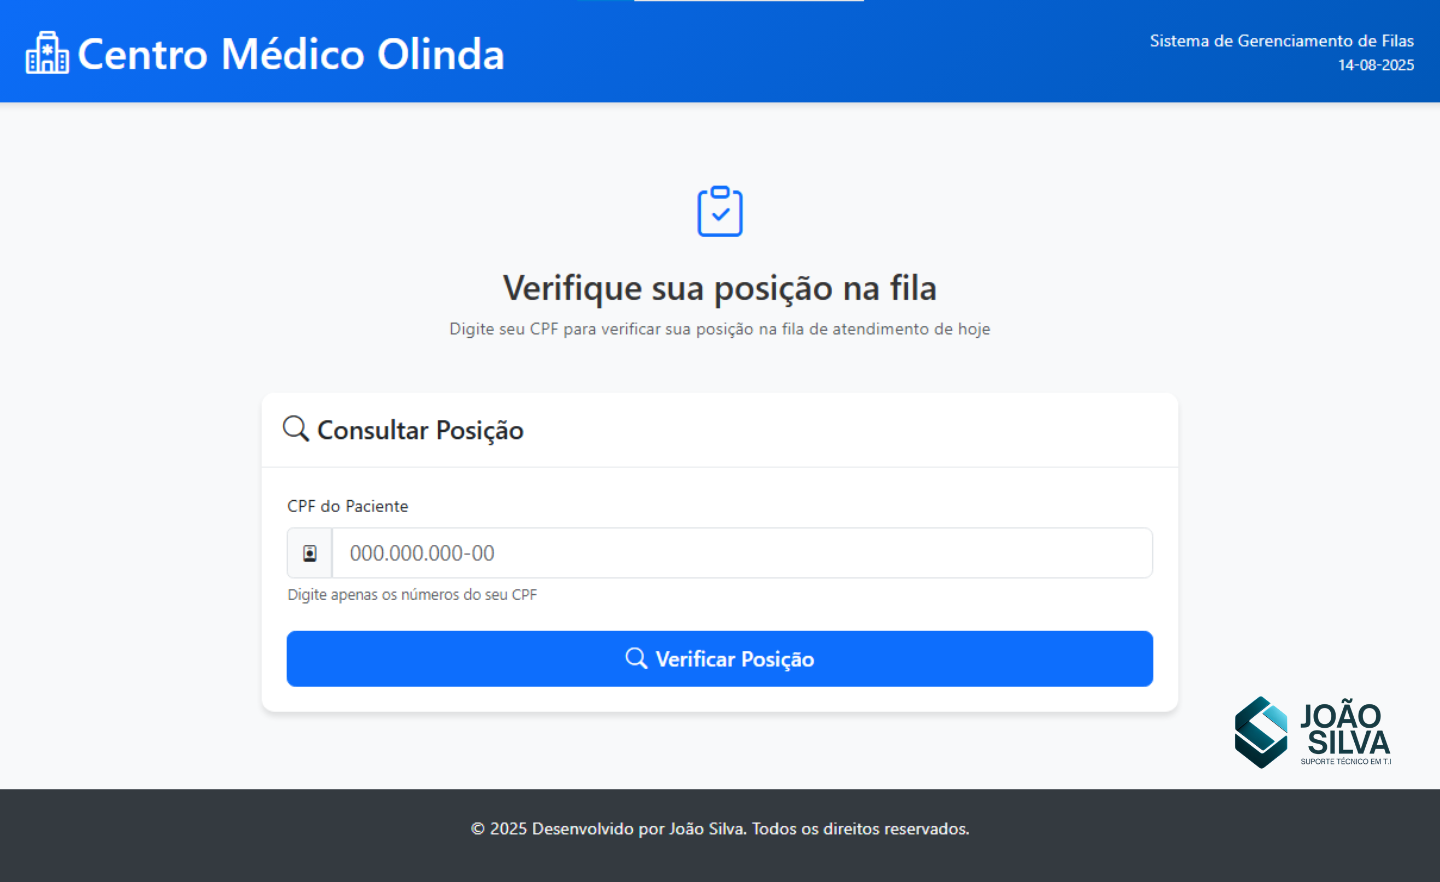 Centro Médico Olinda
Sistema de Gerenciamento de Filas
14-08-2025
Verifique sua posição na fila
Digite seu CPF para verificar sua posição na fila de atendimento de hoje
Consultar Posição
CPF do Paciente
000.000.000-00
Digite apenas os números do seu CPF
Verificar Posição
JOÃO
SILVA
SUPORTE TÉCNICO EM T.I
© 2025 Desenvolvido por João Silva. Todos os direitos reservados.